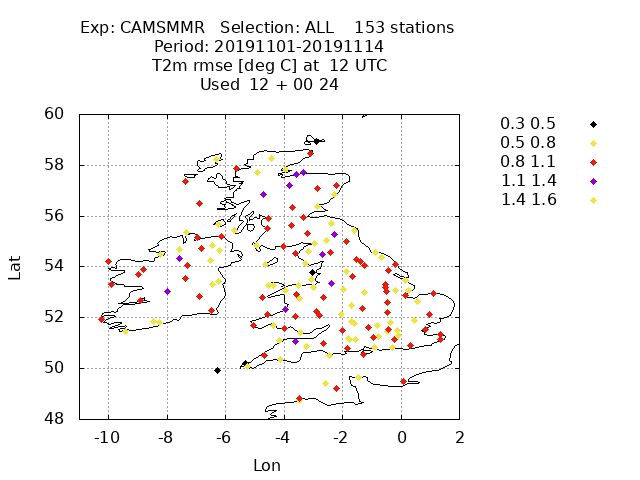 Exp: CAMSMMR   Selection: ALL    153 stations
Period: 20191101-20191114
T2m rmse [deg C] at  12 UTC
Used  12 + 00 24
60
58
56
54
52
50
48
Lat
-10 -8 -6 -4 -2 0 2
Lon
0.3 0.5
0.5 0.8
0.8 1.1
1.1 1.4
1.4 1.6